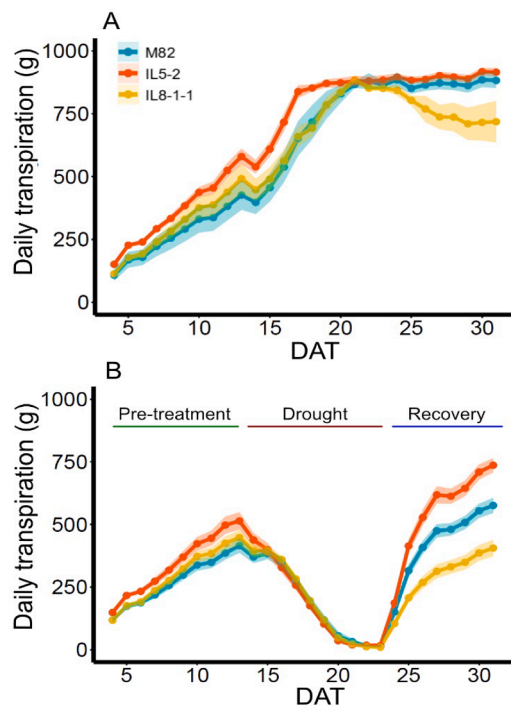 A
M82
IL5-2
IL8-1-1
Daily transpiration (g)
1000
750
500
250
0
5 10 15 20 25 30
DAT
B
Pre-treatment Drought Recovery
Daily transpiration (g)
1000
750
500
250
0
5 10 15 20 25 30
DAT